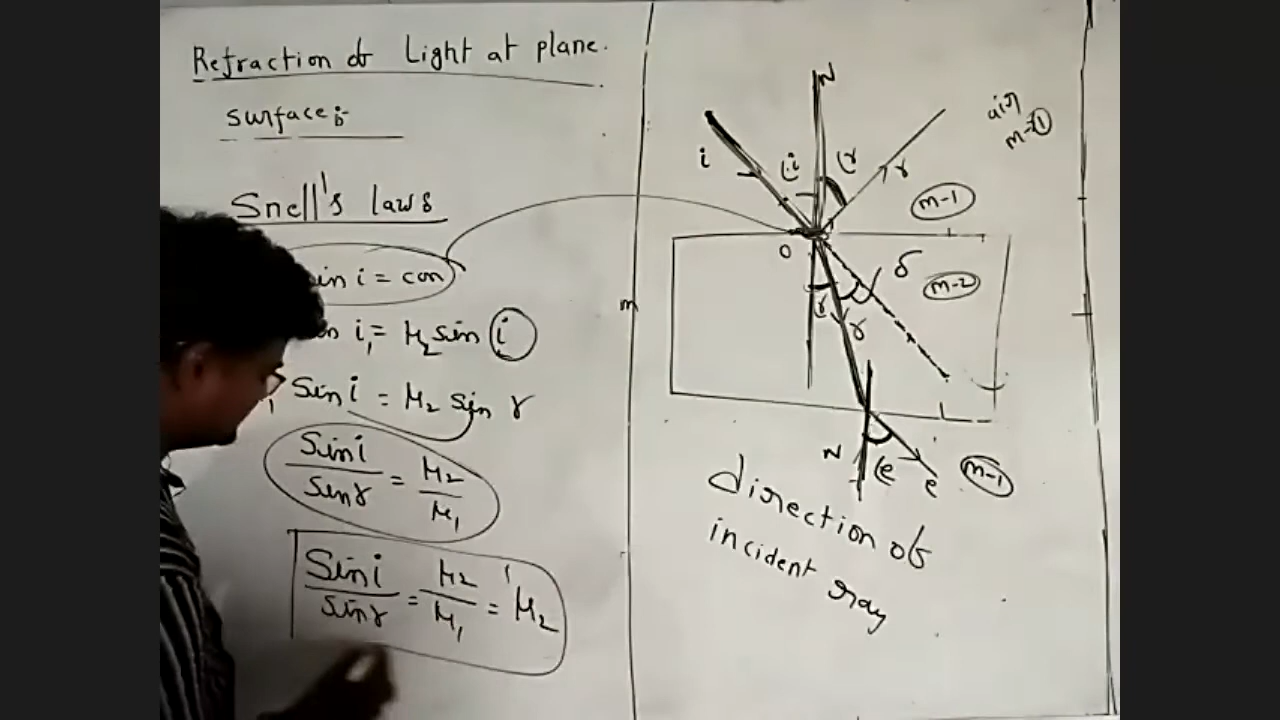 Refraction of Light at plane.
surface:-
Snell's laws
sin i = con
i₁ = μ₂ sin i
sin i = μ₂ sin r
sin i / sin r = μ₂ / μ₁
sin i / sin r = μ₂ / μ₁ = ¹μ₂
N
air
m-1
i
i
r
r
m-1
O
δ
m-2
m
r
r
N
e
e
m-1
direction of
incident ray